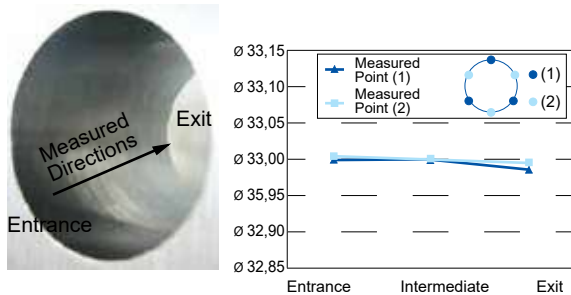 Measured
Directions
Exit
Entrance
Ø 33,15
Ø 33,10
Ø 33,05
Ø 33,00
Ø 35,95
Ø 32,90
Ø 32,85
Measured
Point (1)
Measured
Point (2)
(1)
(2)
Entrance
Intermediate
Exit